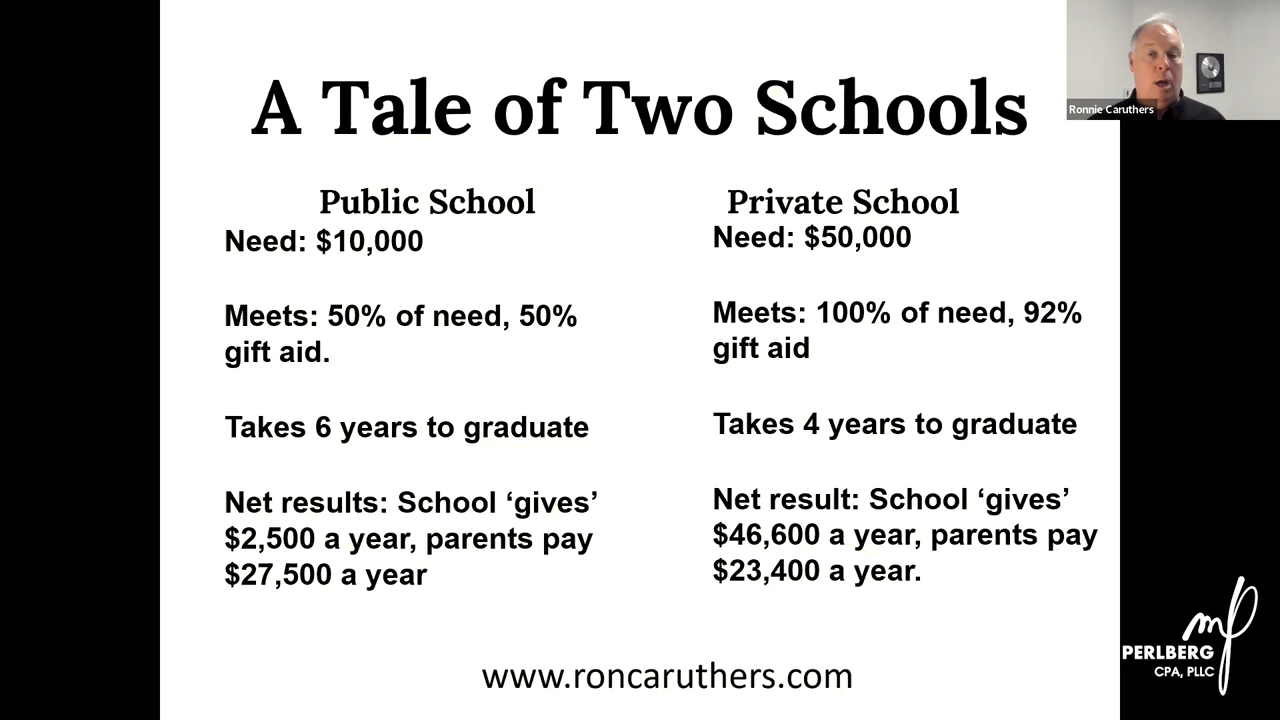 A Tale of Two Schools
Ronnie Caruthers
Public School
Need: $10,000
Meets: 50% of need, 50%
gift aid.
Takes 6 years to graduate
Net results: School ‘gives’
$2,500 a year, parents pay
$27,500 a year
Private School
Need: $50,000
Meets: 100% of need, 92%
gift aid
Takes 4 years to graduate
Net result: School ‘gives’
$46,600 a year, parents pay
$23,400 a year.
www.roncaruthers.com
mp
PERLBERG
CPA, PLLC